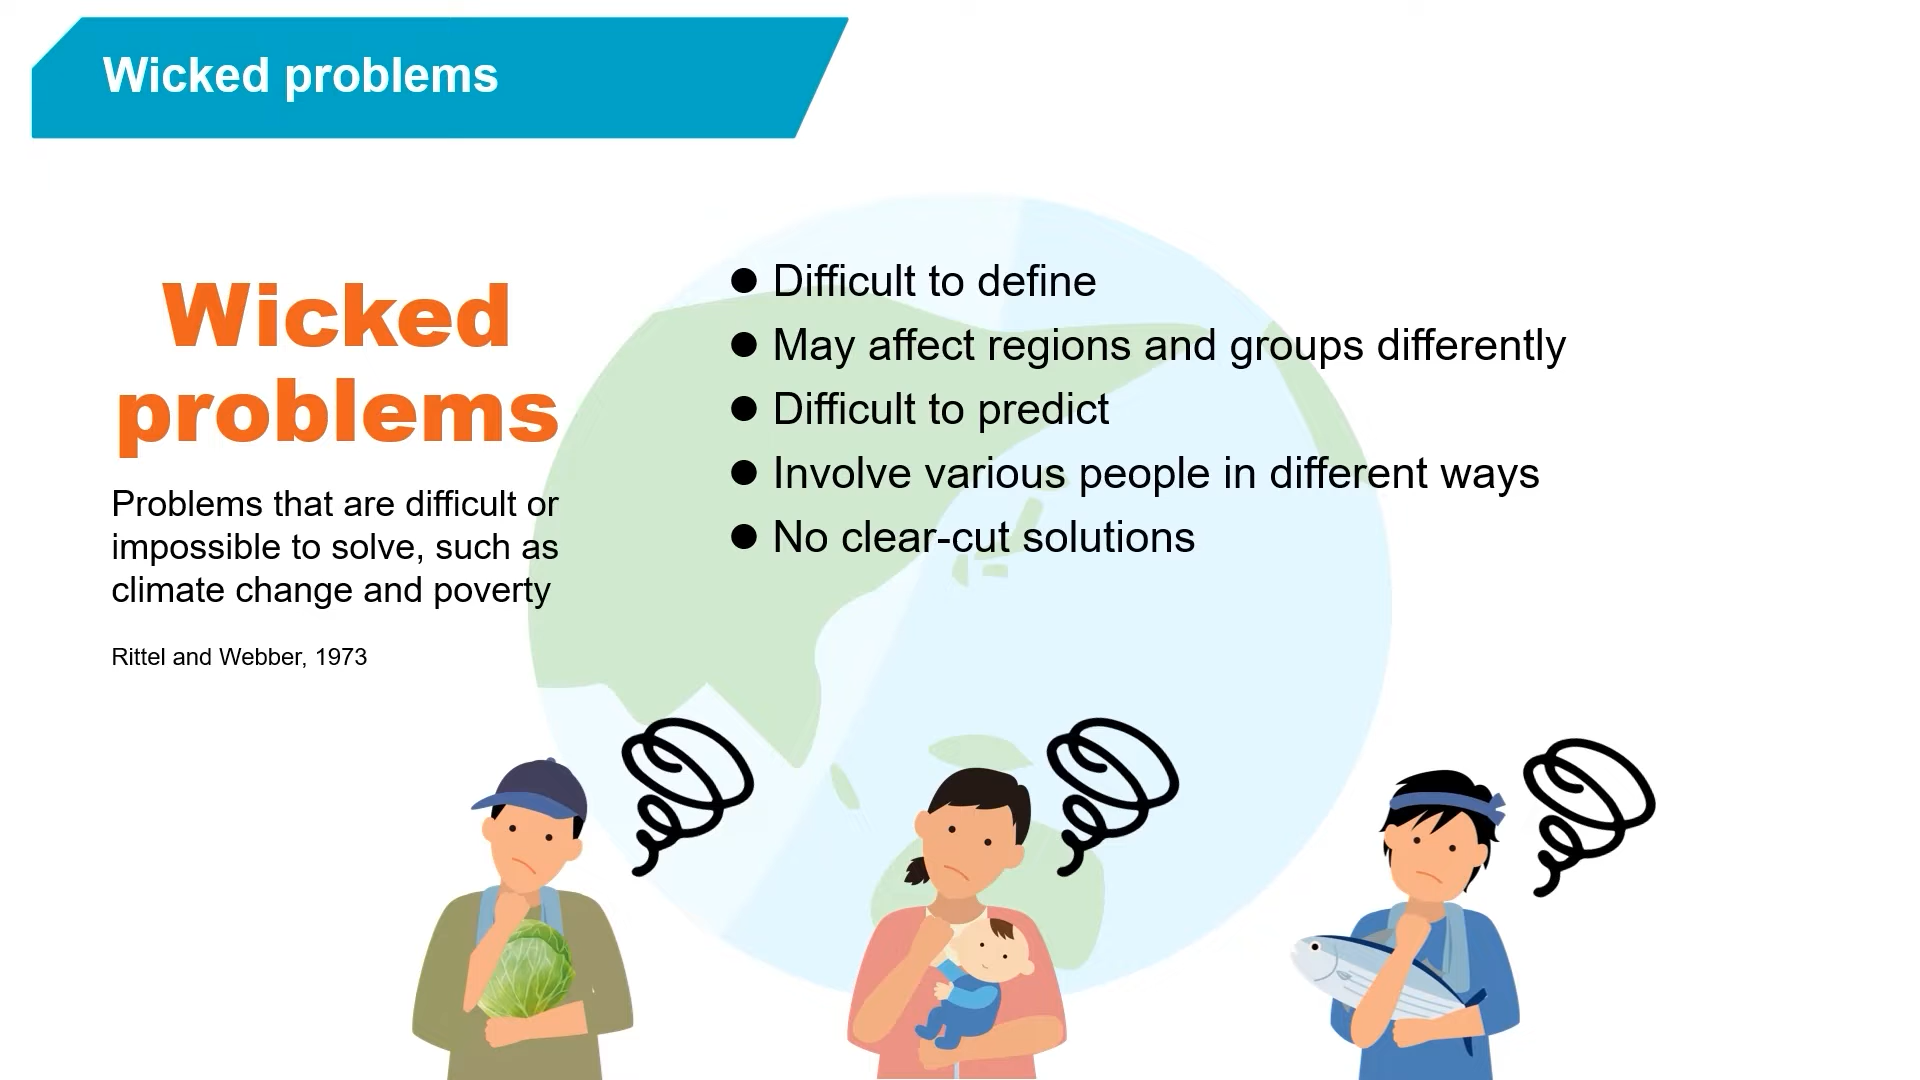 Wicked problems
Wicked
problems
Problems that are difficult or
impossible to solve, such as
climate change and poverty
Rittel and Webber, 1973
● Difficult to define
● May affect regions and groups differently
● Difficult to predict
● Involve various people in different ways
● No clear-cut solutions